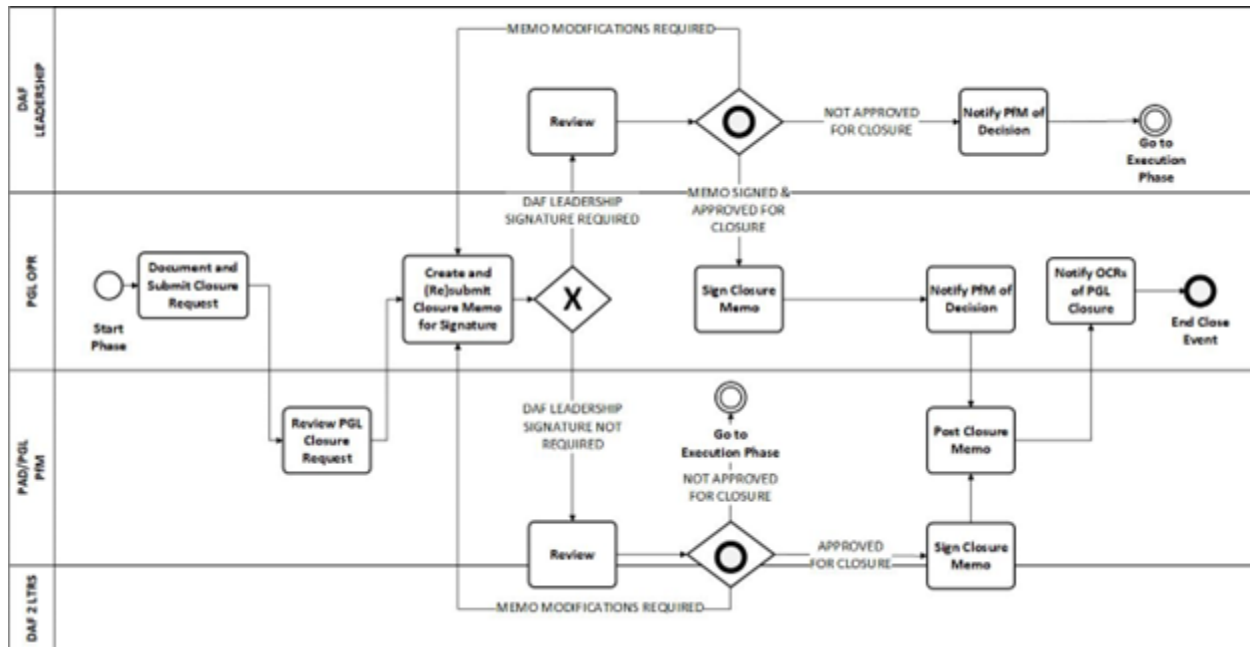 MEMO MODIFICATIONS REQUIRED
DAF
LEADERSHIP
Review
NOT APPROVED
FOR CLOSURE
Notify PfM of
Decision
Go to
Execution
Phase
DAF LEADERSHIP
SIGNATURE REQUIRED
MEMO SIGNED &
APPROVED FOR
CLOSURE
PGL OPR
Start
Phase
Document and
Submit Closure
Request
Create and
(Re)submit
Closure Memo
for Signature
X
Sign Closure
Memo
Notify PfM of
Decision
Notify OCRs
of PGL
Closure
End Close
Event
PAD/PGL
PfM
Review PGL
Closure
Request
DAF LEADERSHIP
SIGNATURE NOT
REQUIRED
Go to
Execution Phase
NOT APPROVED
FOR CLOSURE
Post Closure
Memo
Review
APPROVED
FOR CLOSURE
Sign Closure
Memo
DAF 2 LTRS
MEMO MODIFICATIONS REQUIRED